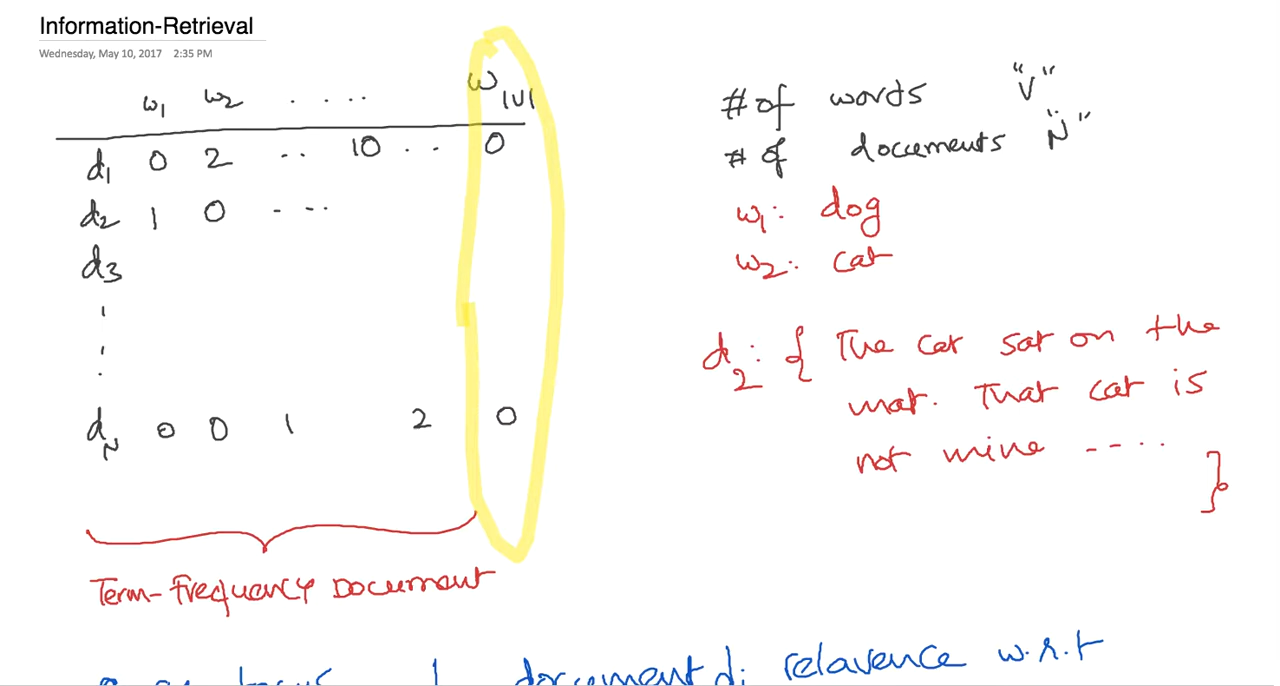 Information-Retrieval
Wednesday, May 10, 2017 2:35 PM
w1 w2 . . . . . w|V|
d1 0 2 .. 10 .. 0
d2 1 0 - -..
d3
dN 0 0 1 2 0
Term-Frequency Document
# of words "V"
# of documents "N"
w1: dog
w2: cat
d2: { The cat sat on the
mat. That cat is
not mine ----..
}
document di relavence w.r.t